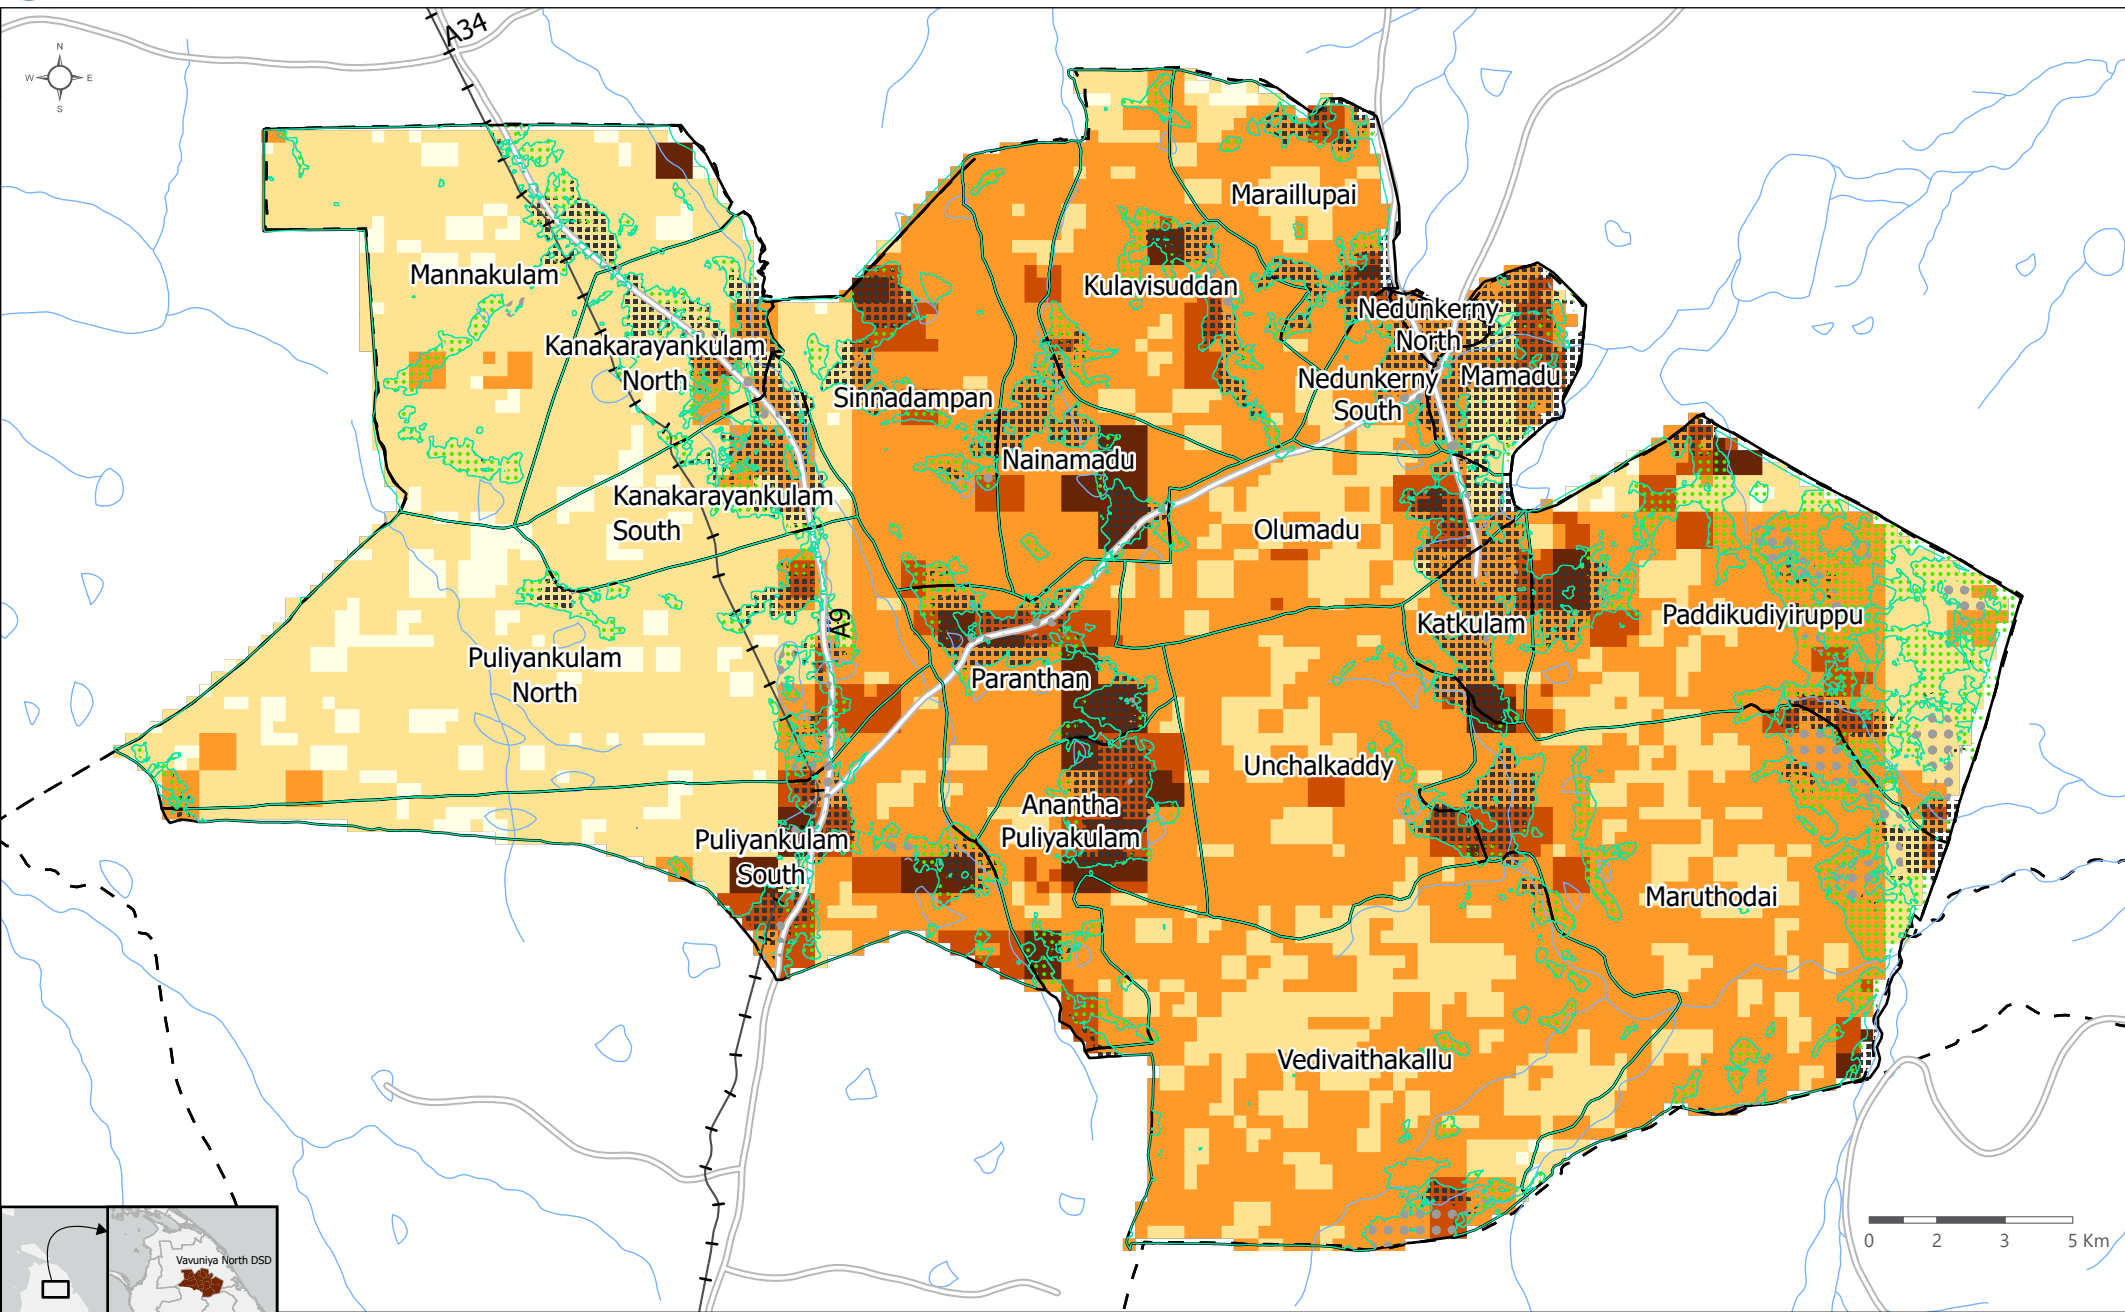 A34
N
W
E
S
Maraillupai
Mannakulam
Kulavisuddan
Nedunkerny
North
Kanakarayankulam
North
Sinnadampan
Nedunkerny
South
Mamadu
Nainamadu
Kanakarayankulam
South
Olumadu
A9
Katkulam
Paddikudiyiruppu
Puliyankulam
North
Paranthan
Unchalkaddy
Anantha
Puliyakulam
Puliyankulam
South
Maruthodai
Vedivaithakallu
Vavuniya North DSD
0 2 3 5 Km